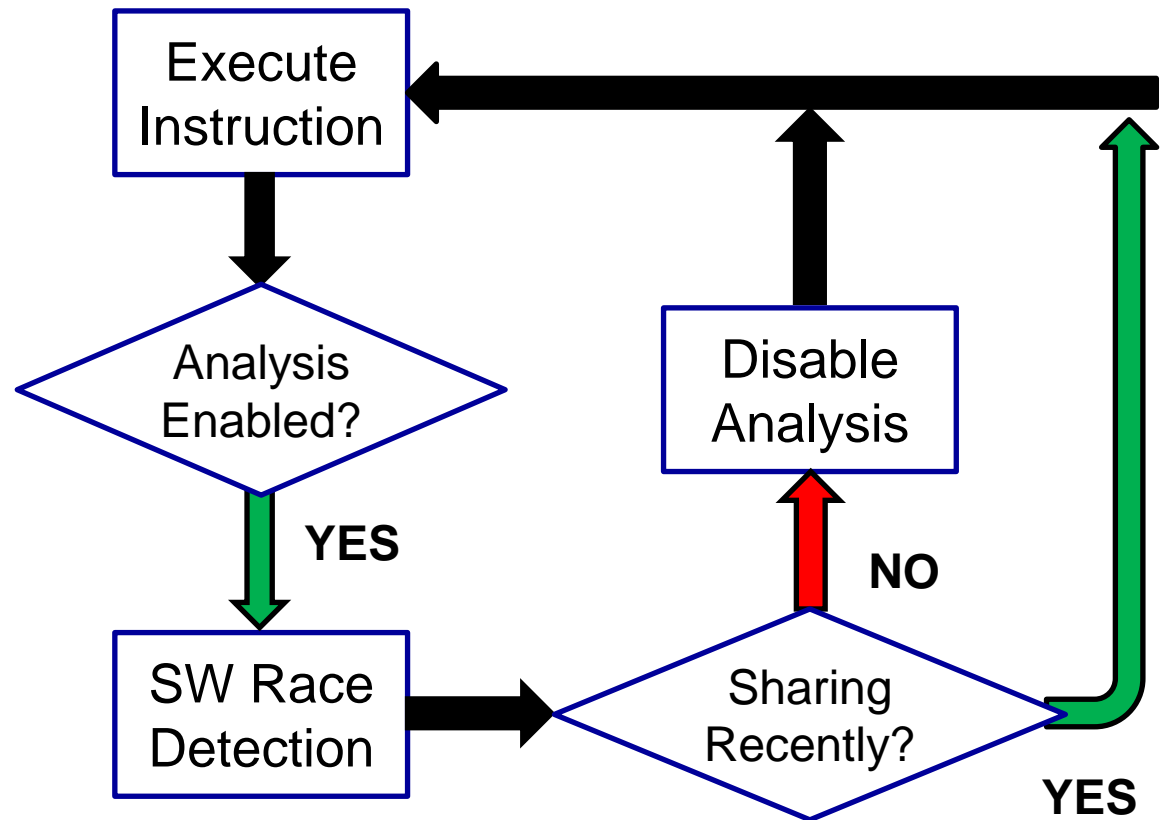 Execute
Instruction
Analysis
Enabled?
YES
SW Race
Detection
Sharing
Recently?
NO
Disable
Analysis
YES